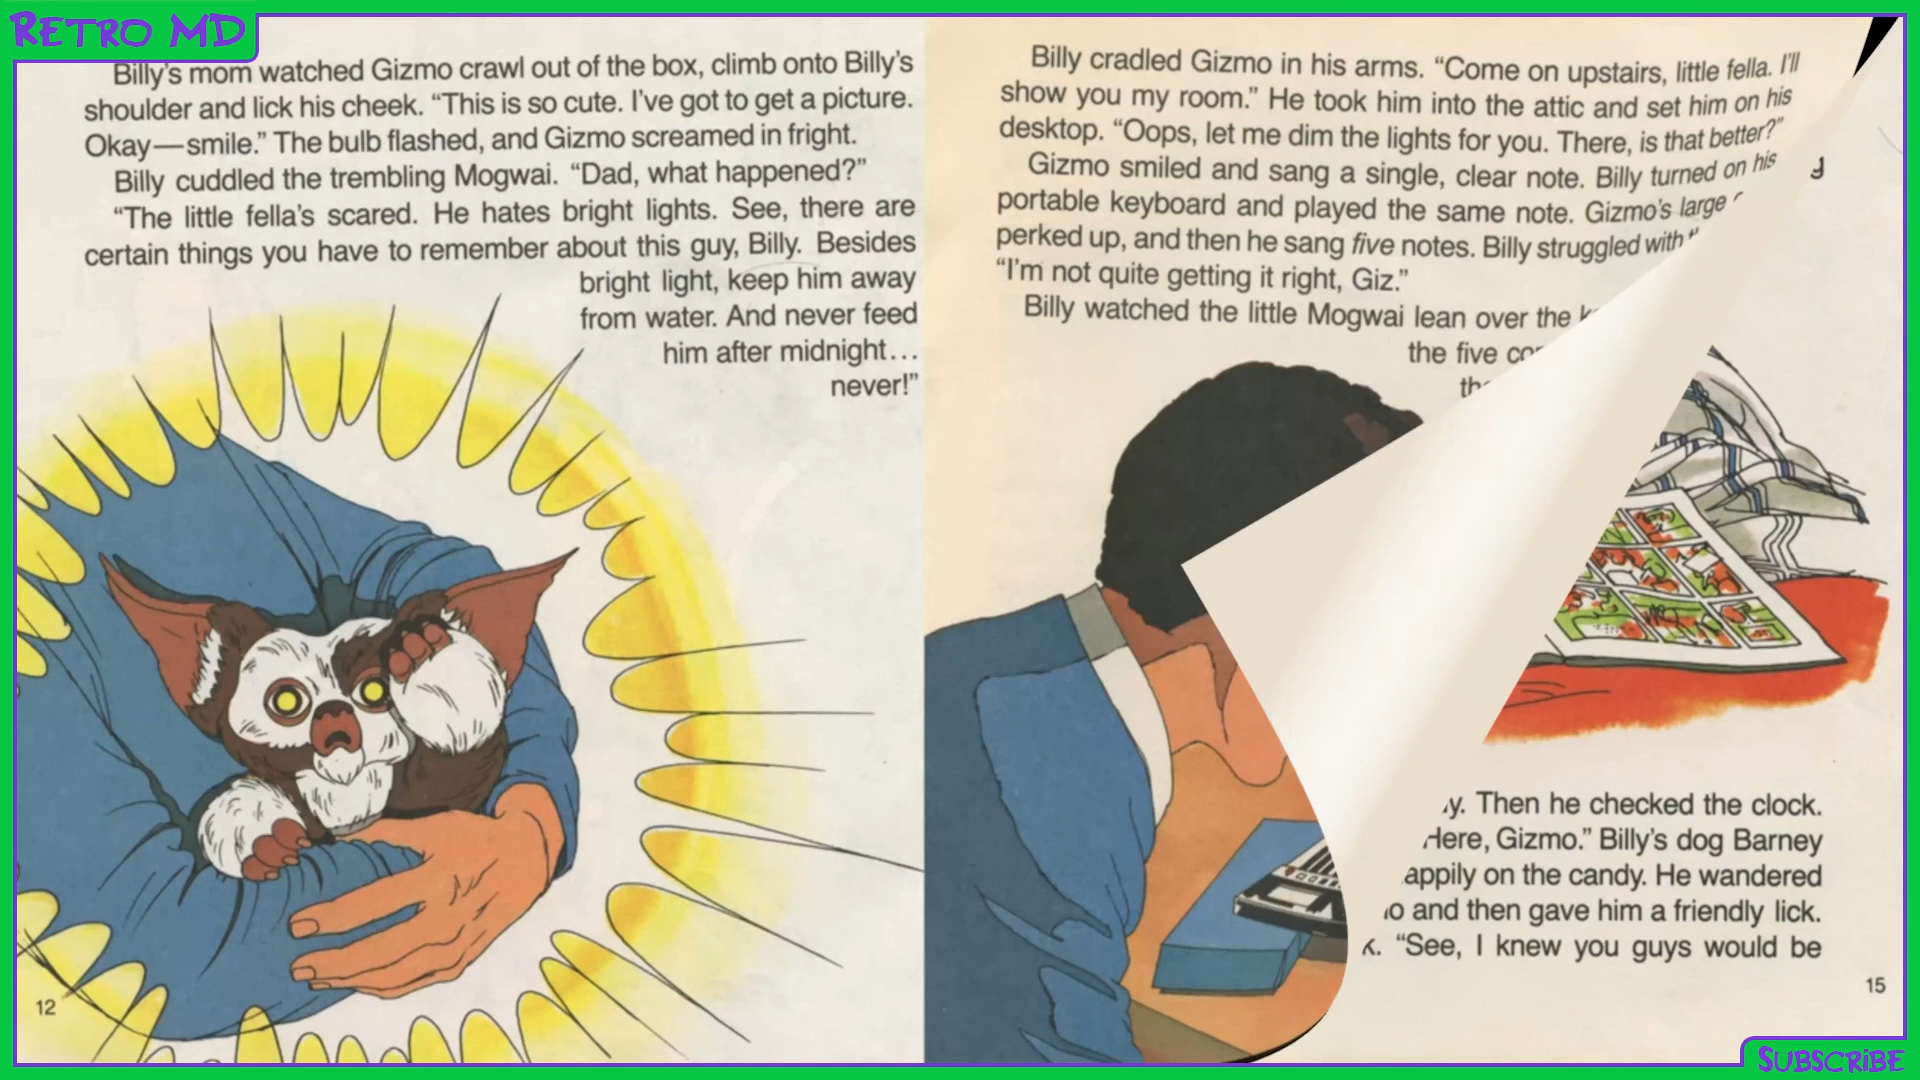 RETRO MD
Billy's mom watched Gizmo crawl out of the box, climb onto Billy's
shoulder and lick his cheek. “This is so cute. I've got to get a picture.
Okay—smile.” The bulb flashed, and Gizmo screamed in fright.
Billy cuddled the trembling Mogwai. “Dad, what happened?”
“The little fella's scared. He hates bright lights. See, there are
certain things you have to remember about this guy, Billy. Besides
bright light, keep him away
from water. And never feed
him after midnight...
never!”
12
Billy cradled Gizmo in his arms. “Come on upstairs, little fella. I'll
show you my room.” He took him into the attic and set him on his
desktop. “Oops, let me dim the lights for you. There, is that better?”
Gizmo smiled and sang a single, clear note. Billy turned on his
portable keyboard and played the same note. Gizmo's large
perked up, and then he sang five notes. Billy struggled with
“I'm not quite getting it right, Giz.”
Billy watched the little Mogwai lean over the
the five
y. Then he checked the clock.
Here, Gizmo.” Billy's dog Barney
appily on the candy. He wandered
o and then gave him a friendly lick.
“See, I knew you guys would be
15
SUBSCRIBE